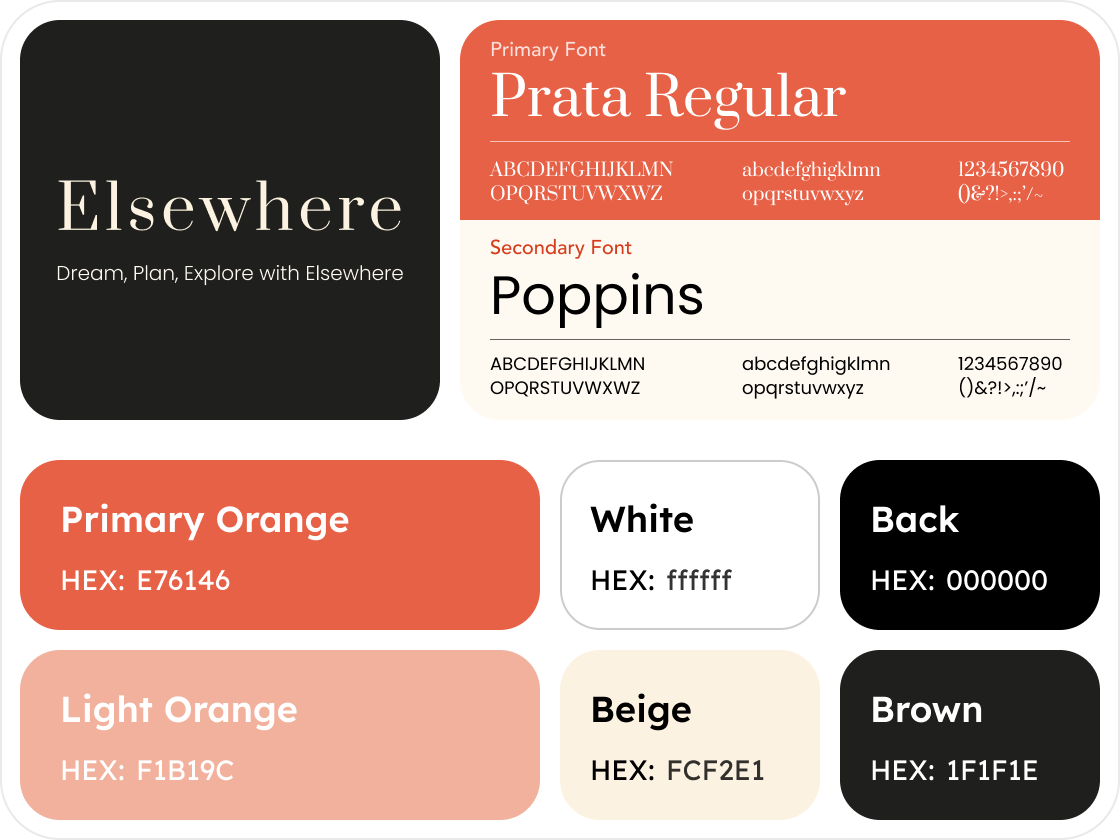 Elsewhere
Dream, Plan, Explore with Elsewhere
Primary Font
Prata Regular
ABCDEFGHIJKLMN
OPQRSTUVWXWZ
abcdefghigklmn
opqrstuvwxyz
1234567890
()&?!>,:;’/~
Secondary Font
Poppins
ABCDEFGHIJKLMN
OPQRSTUVWXWZ
abcdefghigklmn
opqrstuvwxyz
1234567890
()&?!>,:;’/~
Primary Orange
HEX: E76146
White
HEX: ffffff
Back
HEX: 000000
Light Orange
HEX: F1B19C
Beige
HEX: FCF2E1
Brown
HEX: 1F1F1E